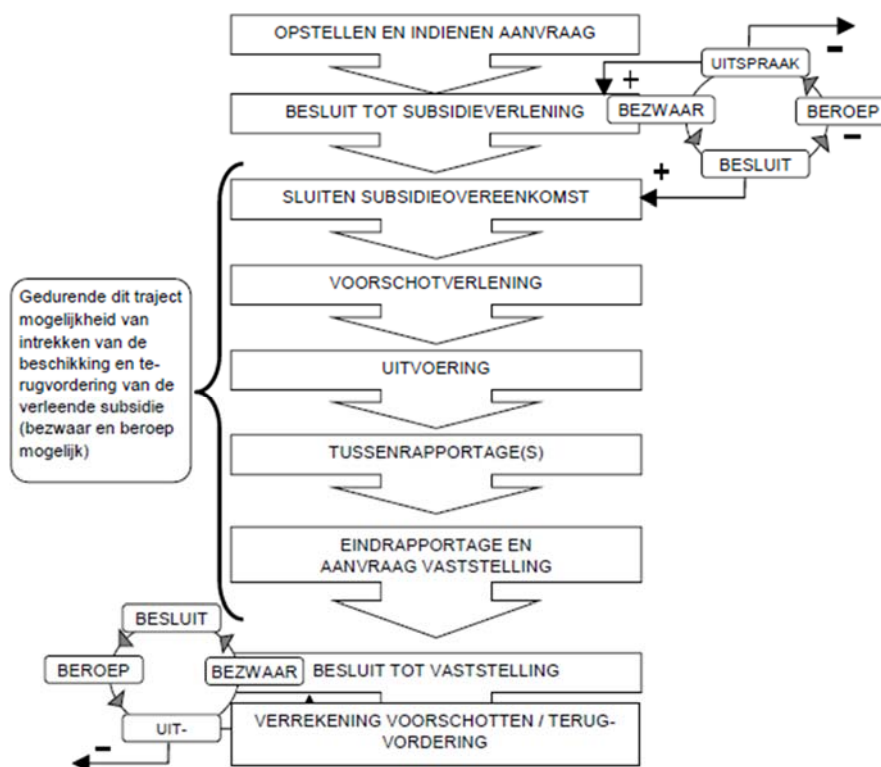 OPSTELLEN EN INDIENEN AANVRAAG
-
UITSPRAAK
+
BESLUIT TOT SUBSIDIEVERLENING
BEZWAAR
BEROEP
-
BESLUIT
+
SLUITEN SUBSIDIEOVEREENKOMST
VOORSCHOTVERLENING
Gedurende dit traject
mogelijkheid van
intrekken van de
beschikking en te-
rugvordering van de
verleende subsidie
(bezwaar en beroep
mogelijk)
UITVOERING
TUSSENRAPPORTAGE(S)
EINDRAPPORTAGE EN
AANVRAAG VASTSTELLING
BESLUIT
BEROEP
BEZWAAR
BESLUIT TOT VASTSTELLING
UIT-
-
VERREKENING VOORSCHOTTEN / TERUG-
VORDERING